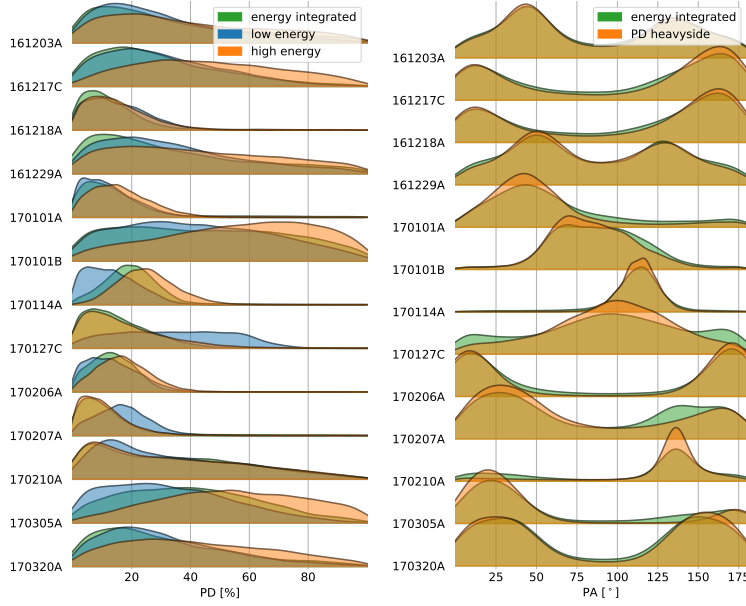 energy integrated
low energy
high energy
161203A
161217C
161218A
161229A
170101A
170101B
170114A
170127C
170206A
170207A
170210A
170305A
170320A
20 40 60 80
PD [%]
energy integrated
PD heavyside
161203A
161217C
161218A
161229A
170101A
170101B
170114A
170127C
170206A
170207A
170210A
170305A
170320A
25 50 75 100 125 150 175
PA [°]